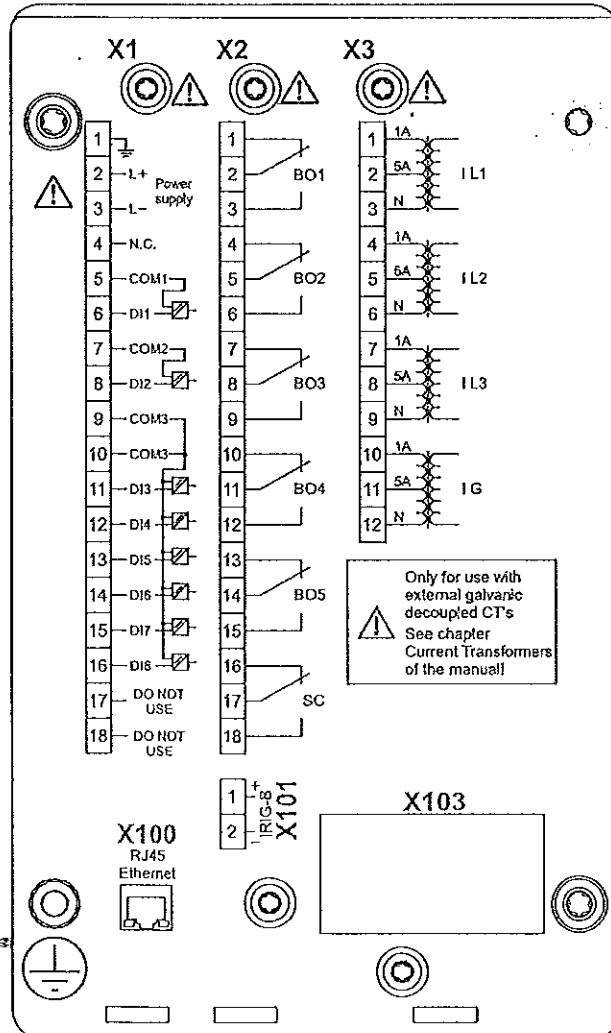 X1
X2
X3
1
2 L+
3 L-
Power
supply
4 N.C.
5 COM1
6 DI1
7 COM2
8 DI2
9 COM3
10 COM3
11 DI3
12 DI4
13 DI5
14 DI6
15 DI7
16 DI8
17 DO NOT
USE
18 DO NOT
USE
1
2 BO1
3
4
5 BO2
6
7
8 BO3
9
10
11 BO4
12
13
14 BO5
15
16
17 SC
18
1 1A
2 5A IL1
3 N
4 1A
5 5A IL2
6 N
7 1A
8 5A IL3
9 N
10 1A
11 5A IG
12 N
Only for use with
external galvanic
decoupled CT's
See chapter
Current Transformers
of the manual!
1 +
2 -
IRIG-B
X101
X100
RJ45
Ethernet
X103